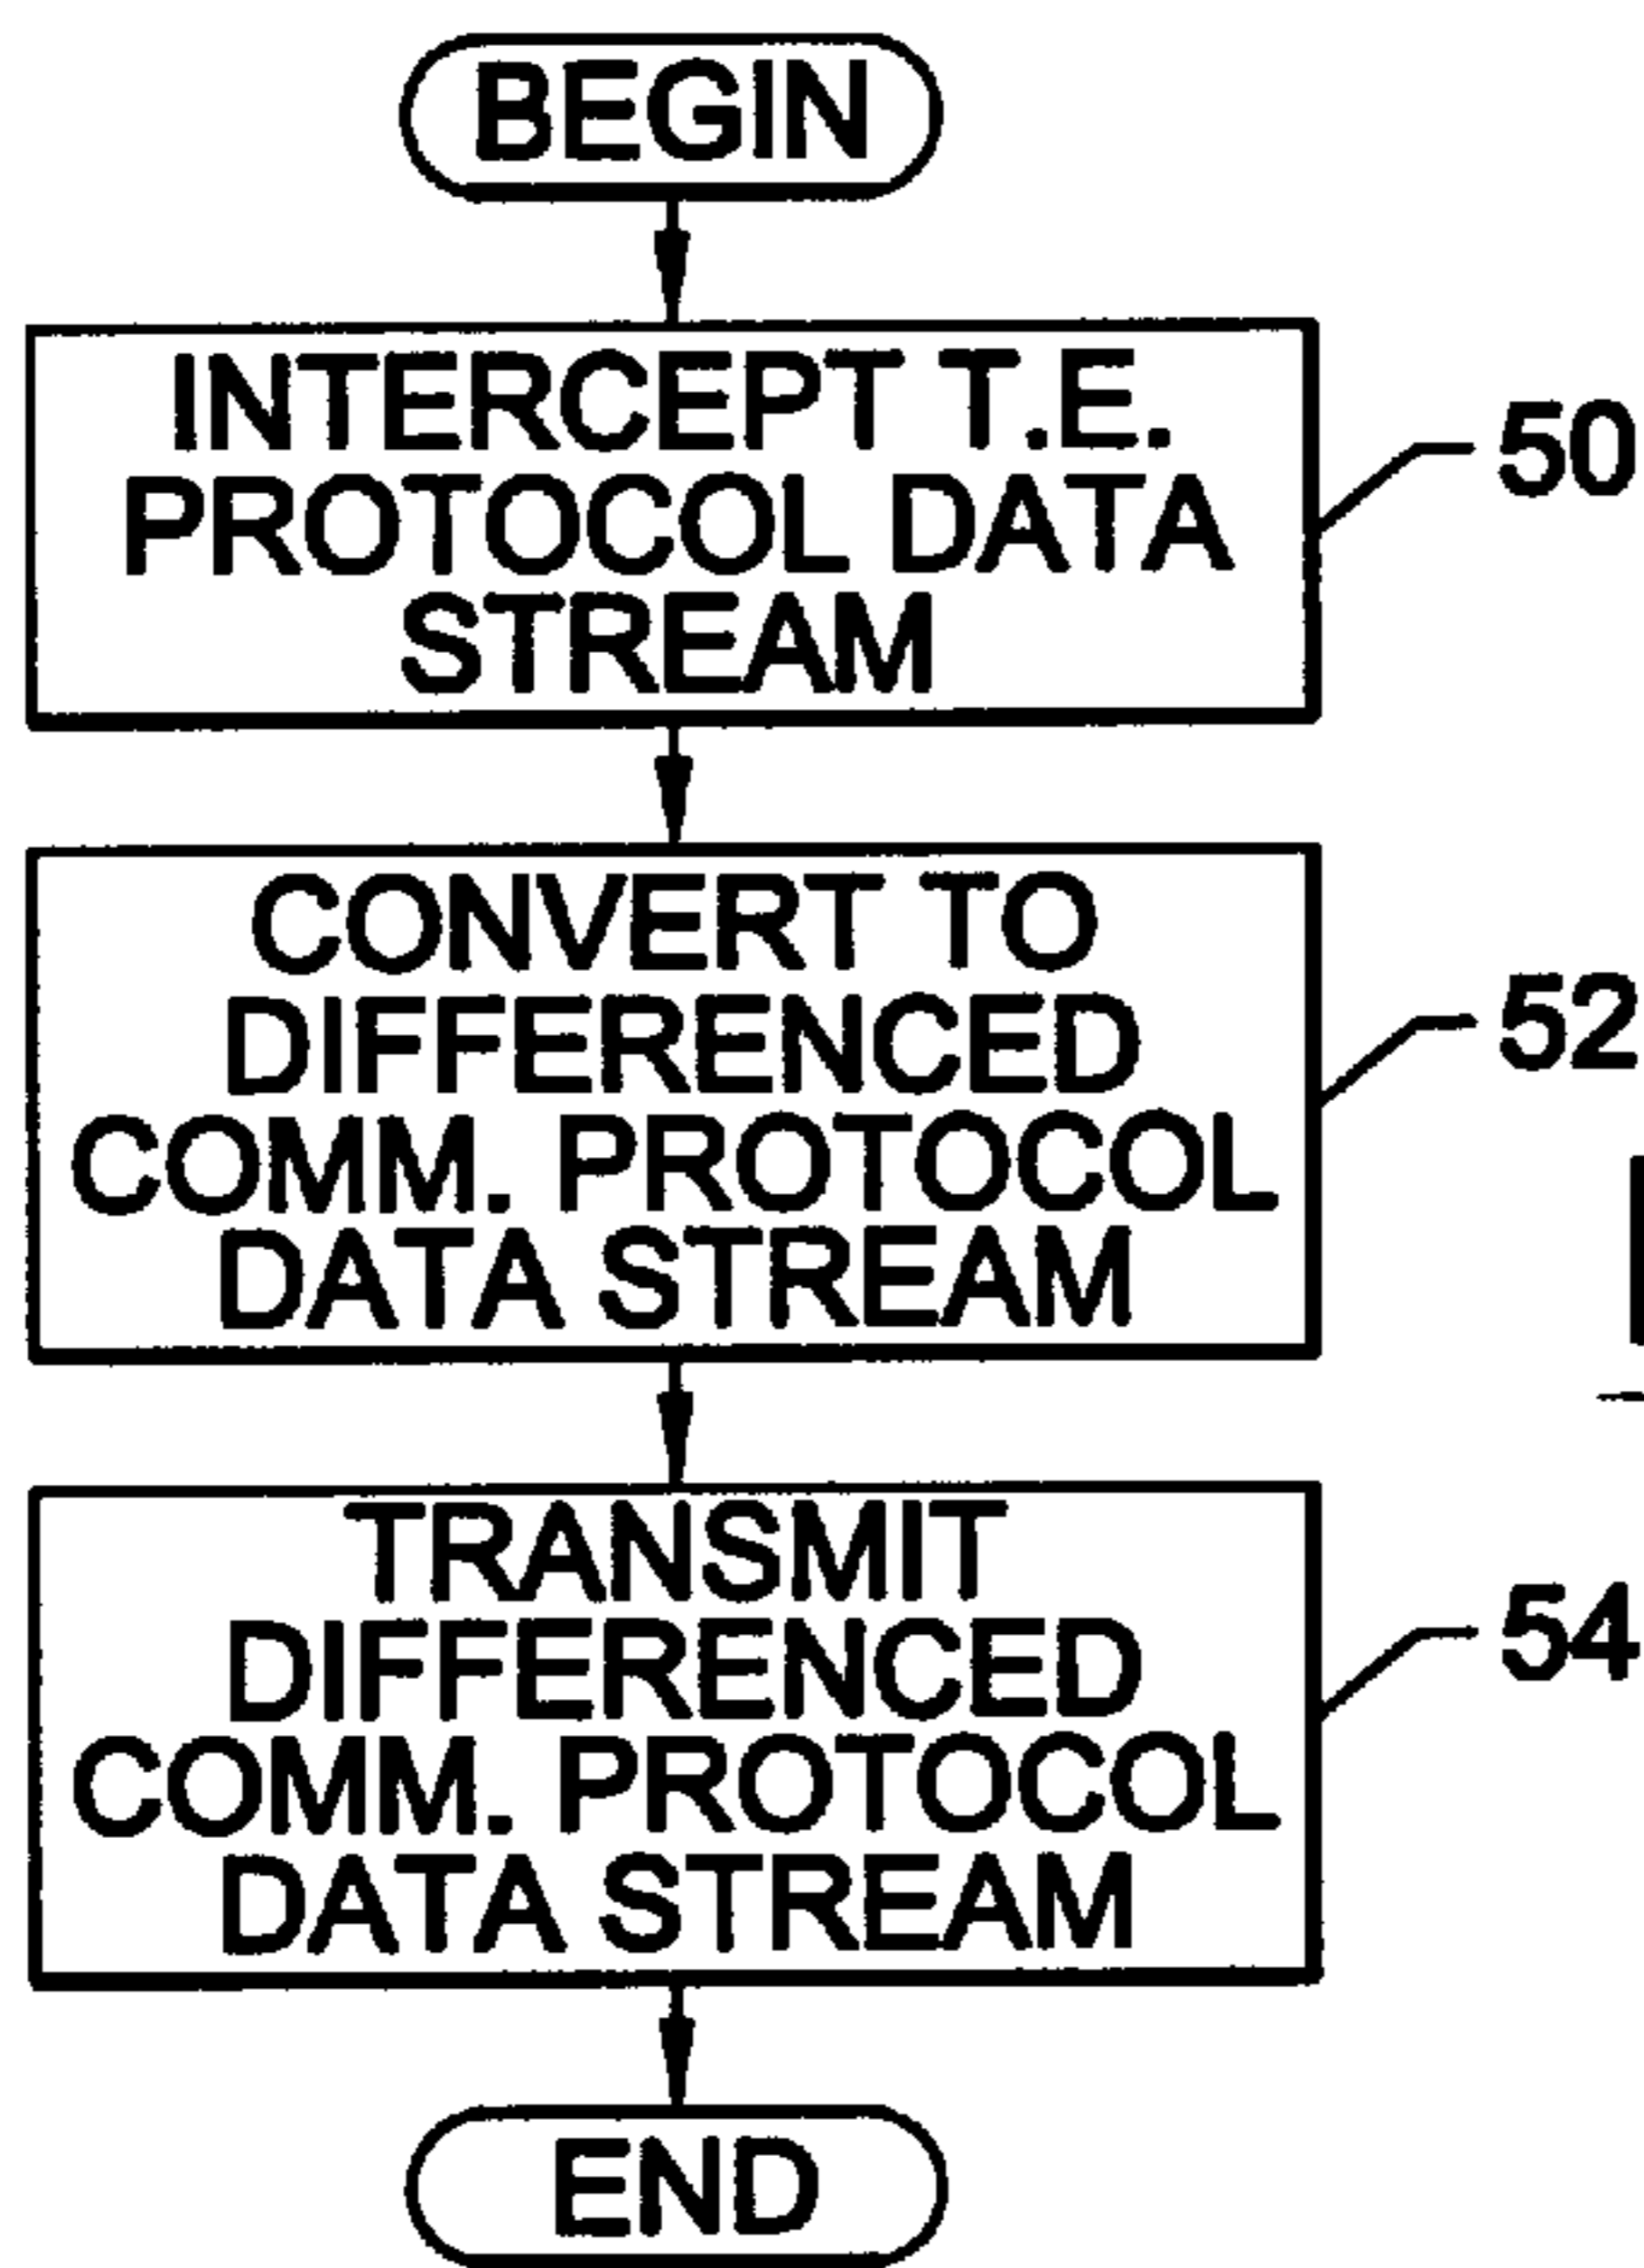 BEGIN
INTERCEPT T.E.
PROTOCOL DATA
STREAM
50
CONVERT TO
DIFFERENCED
COMM. PROTOCOL
DATA STREAM
52
TRANSMIT
DIFFERENCED
COMM. PROTOCOL
DATA STREAM
54
END